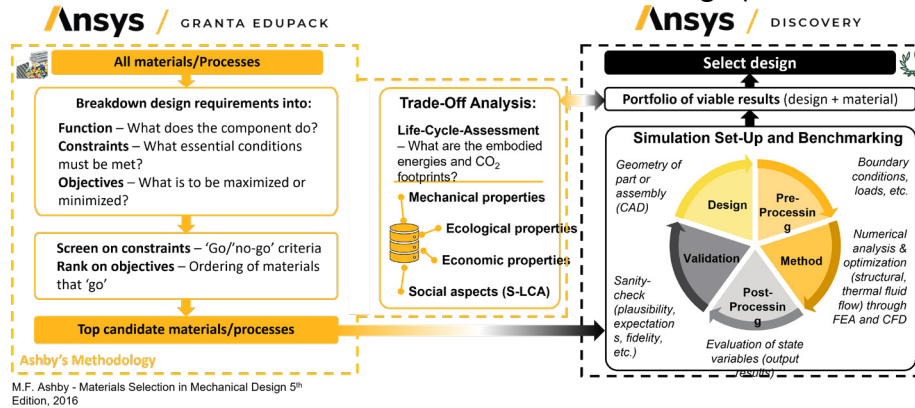 Ansys / GRANTA EDUPACK
All materials/Processes
Breakdown design requirements into:
Function – What does the component do?
Constraints – What essential conditions
must be met?
Objectives – What is to be maximized or
minimized?
Screen on constraints – ‘Go/’no-go’ criteria
Rank on objectives – Ordering of materials
that ‘go’
Top candidate materials/processes
Ashby's Methodology
M.F. Ashby - Materials Selection in Mechanical Design 5th
Edition, 2016
Trade-Off Analysis:
Life-Cycle-Assessment
– What are the embodied
energies and CO2
footprints?
Mechanical properties
Ecological properties
Economic properties
Social aspects (S-LCA)
Ansys / DISCOVERY
Select design
Portfolio of viable results (design + material)
Simulation Set-Up and Benchmarking
Geometry of
part or
assembly
(CAD)
Boundary
conditions,
loads, etc.
Design
Pre-
Processin
g
Validation
Method
Post-
Processin
g
Numerical
analysis &
optimization
(structural,
thermal fluid
flow) through
FEA and CFD
Sanity-
check
(plausibility,
expectation
s, fidelity,
etc.)
Evaluation of state
variables (output
results)